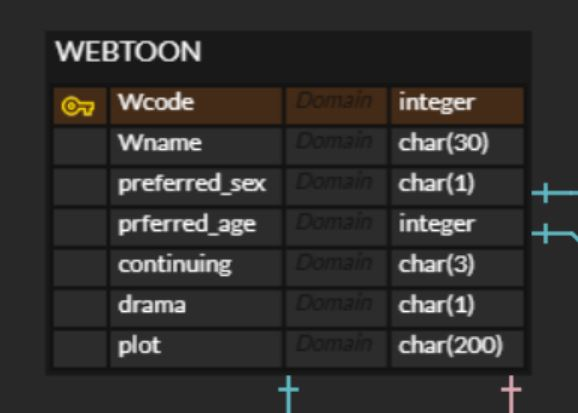 WEBTOON
Wcode Domain integer
Wname Domain char(30)
preferred_sex Domain char(1)
prferred_age Domain integer
continuing Domain char(3)
drama Domain char(1)
plot Domain char(200)